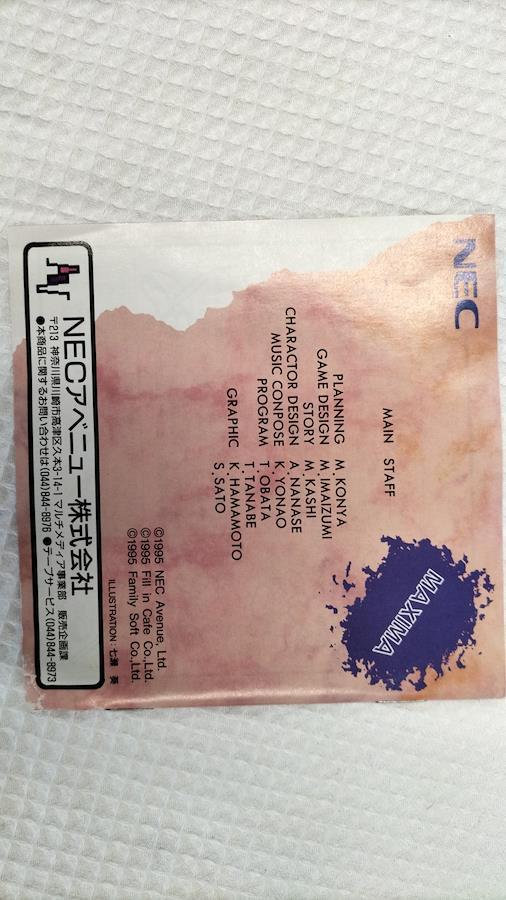 NEC
MAIN STAFF
PLANNING M. KONYA
GAME DESIGN M. IMAIZUMI
STORY M. KASHI
CHARACTOR DESIGN A. NANASE
MUSIC CONPOSE K. YONAO
PROGRAM T. OBATA
T. TANABE
GRAPHIC K. HAMAMOTO
S. SATO
MAXIMA
©1995 NEC Avenue, Ltd.
©1995 Fill in Cafe Co.,Ltd.
©1995 Family Soft Co.,Ltd.
ILLUSTRATION 七瀬 葵
NECアベニュー株式会社
〒213 神奈川県川崎市高津区久本3-14-1 マルチメディア事業部 販売企画課
●本商品に関するお問い合わせは(044)844-8976 ●テープサービス(044)844-8973